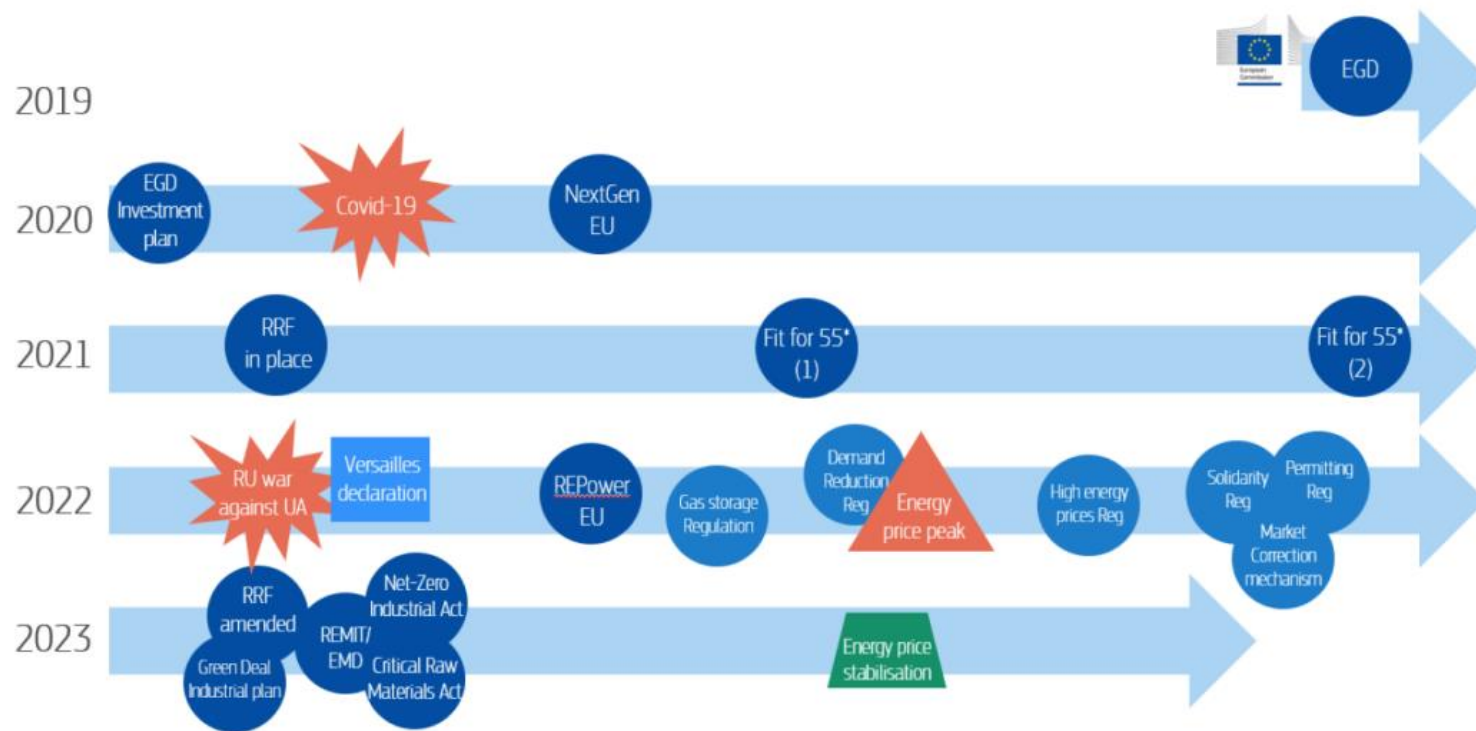 2019
European
Commission
EGD
2020
EGD
Investment
plan
Covid-19
NextGen
EU
2021
RRF
in place
Fit for 55*
(1)
Fit for 55*
(2)
2022
RU war
against UA
Versailles
declaration
REPower
EU
Gas storage
Regulation
Demand
Reduction
Reg
Energy
price peak
High energy
prices Reg
Solidarity
Reg
Permitting
Reg
Market
Correction
mechanism
2023
RRF
amended
Green Deal
Industrial plan
REMIT/
EMD
Net-Zero
Industrial Act
Critical Raw
Materials Act
Energy price
stabilisation